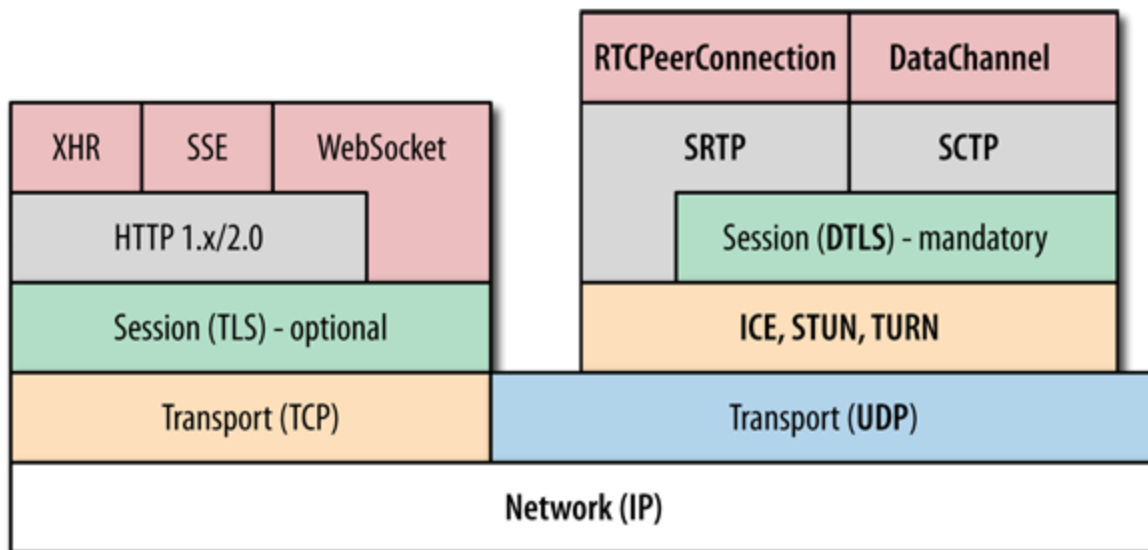 RTCPeerConnection
DataChannel
XHR
SSE
WebSocket
SRTP
SCTP
HTTP 1.x/2.0
Session (DTLS) - mandatory
Session (TLS) - optional
ICE, STUN, TURN
Transport (TCP)
Transport (UDP)
Network (IP)